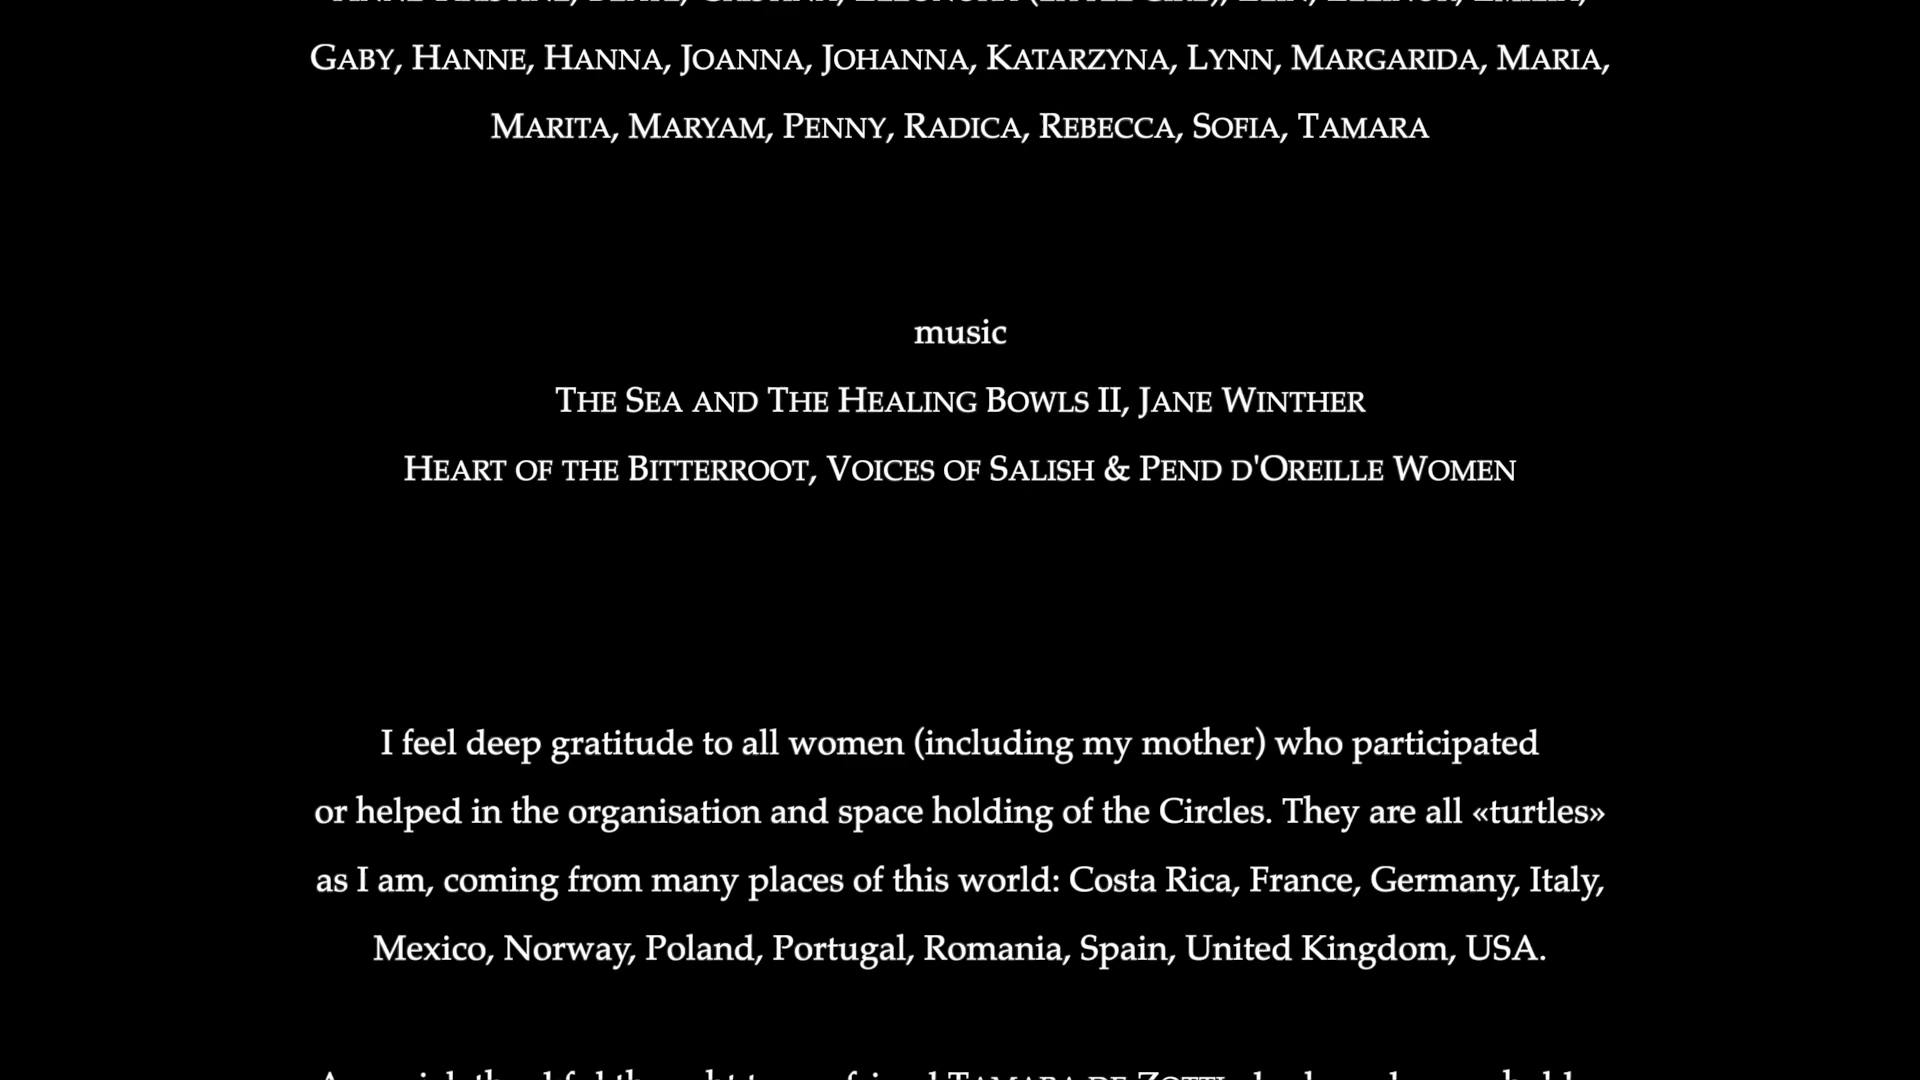 GABY, HANNE, HANNA, JOANNA, JOHANNA, KATARZYNA, LYNN, MARGARIDA, MARIA,
MARITA, MARYAM, PENNY, RADICA, REBECCA, SOFIA, TAMARA
music
THE SEA AND THE HEALING BOWLS II, JANE WINTHER
HEART OF THE BITTERROOT, VOICES OF SALISH & PEND D'OREILLE WOMEN
I feel deep gratitude to all women (including my mother) who participated
or helped in the organisation and space holding of the Circles. They are all «turtles»
as I am, coming from many places of this world: Costa Rica, France, Germany, Italy,
Mexico, Norway, Poland, Portugal, Romania, Spain, United Kingdom, USA.